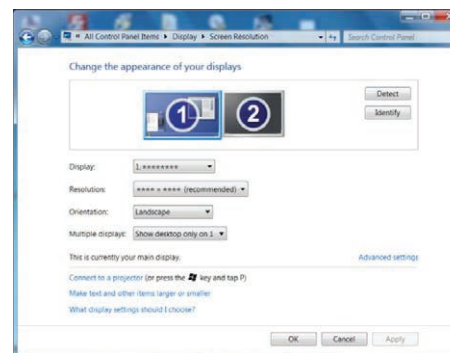 « All Control Panel Items ▸ Display ▸ Screen Resolution
Search Control Panel
Change the appearance of your displays
1
2
Detect
Identify
Display: 1. ********
Resolution: **** × **** (recommended)
Orientation: Landscape
Multiple displays: Show desktop only on 1
This is currently your main display.
Advanced settings
Connect to a projector (or press the key and tap P)
Make text and other items larger or smaller
What display settings should I choose?
OK
Cancel
Apply